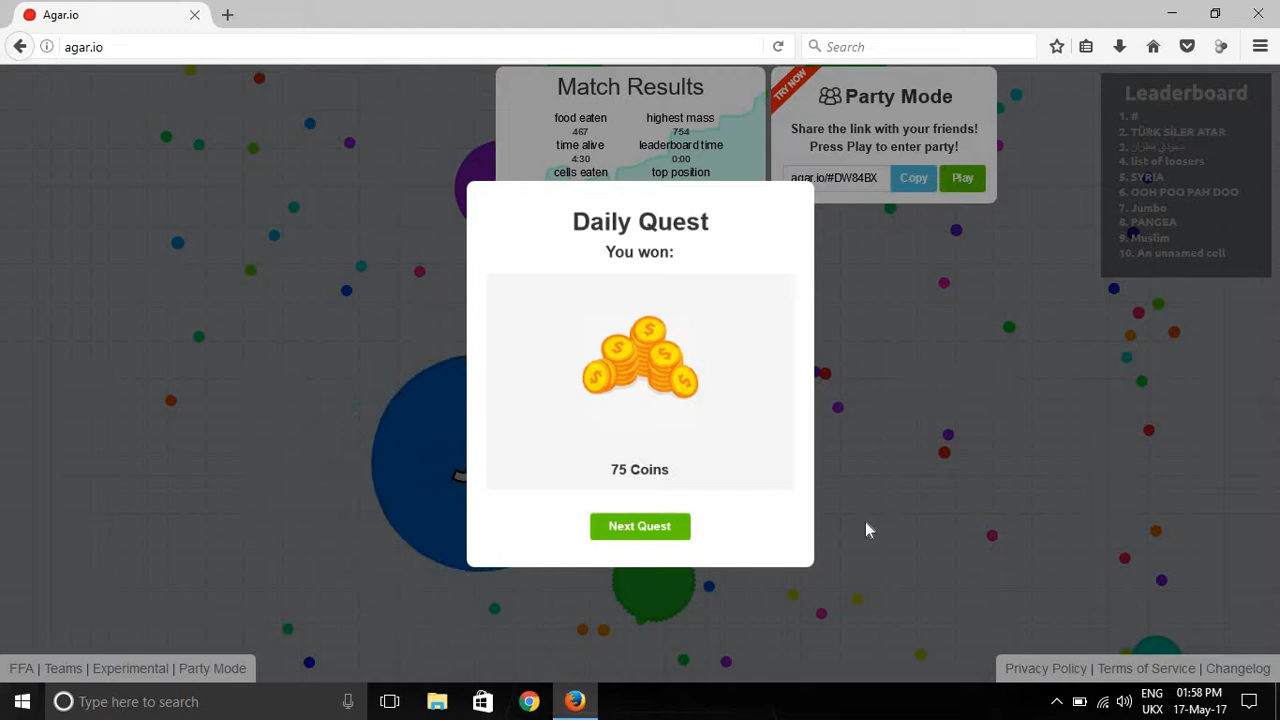 Agar.io
agar.io
Search
Match Results
food eaten
467
highest mass
754
time alive
4:30
leaderboard time
0:00
cells eaten
top position
TRY NOW
Party Mode
Share the link with your friends!
Press Play to enter party!
agar.io/#DW84BX
Copy
Play
Leaderboard
1. #
2. TÜRK SiLER ATAR
3.
4. list of loosers
5. SYRIA
6. OOH POO PAH DOO
7. Jumbo
8. PANGEA
9. Muslim
10. An unnamed cell
Daily Quest
You won:
75 Coins
Next Quest
FFA | Teams | Experimental | Party Mode
Privacy Policy | Terms of Service | Changelog
Type here to search
ENG
UKX
01:58 PM
17-May-17